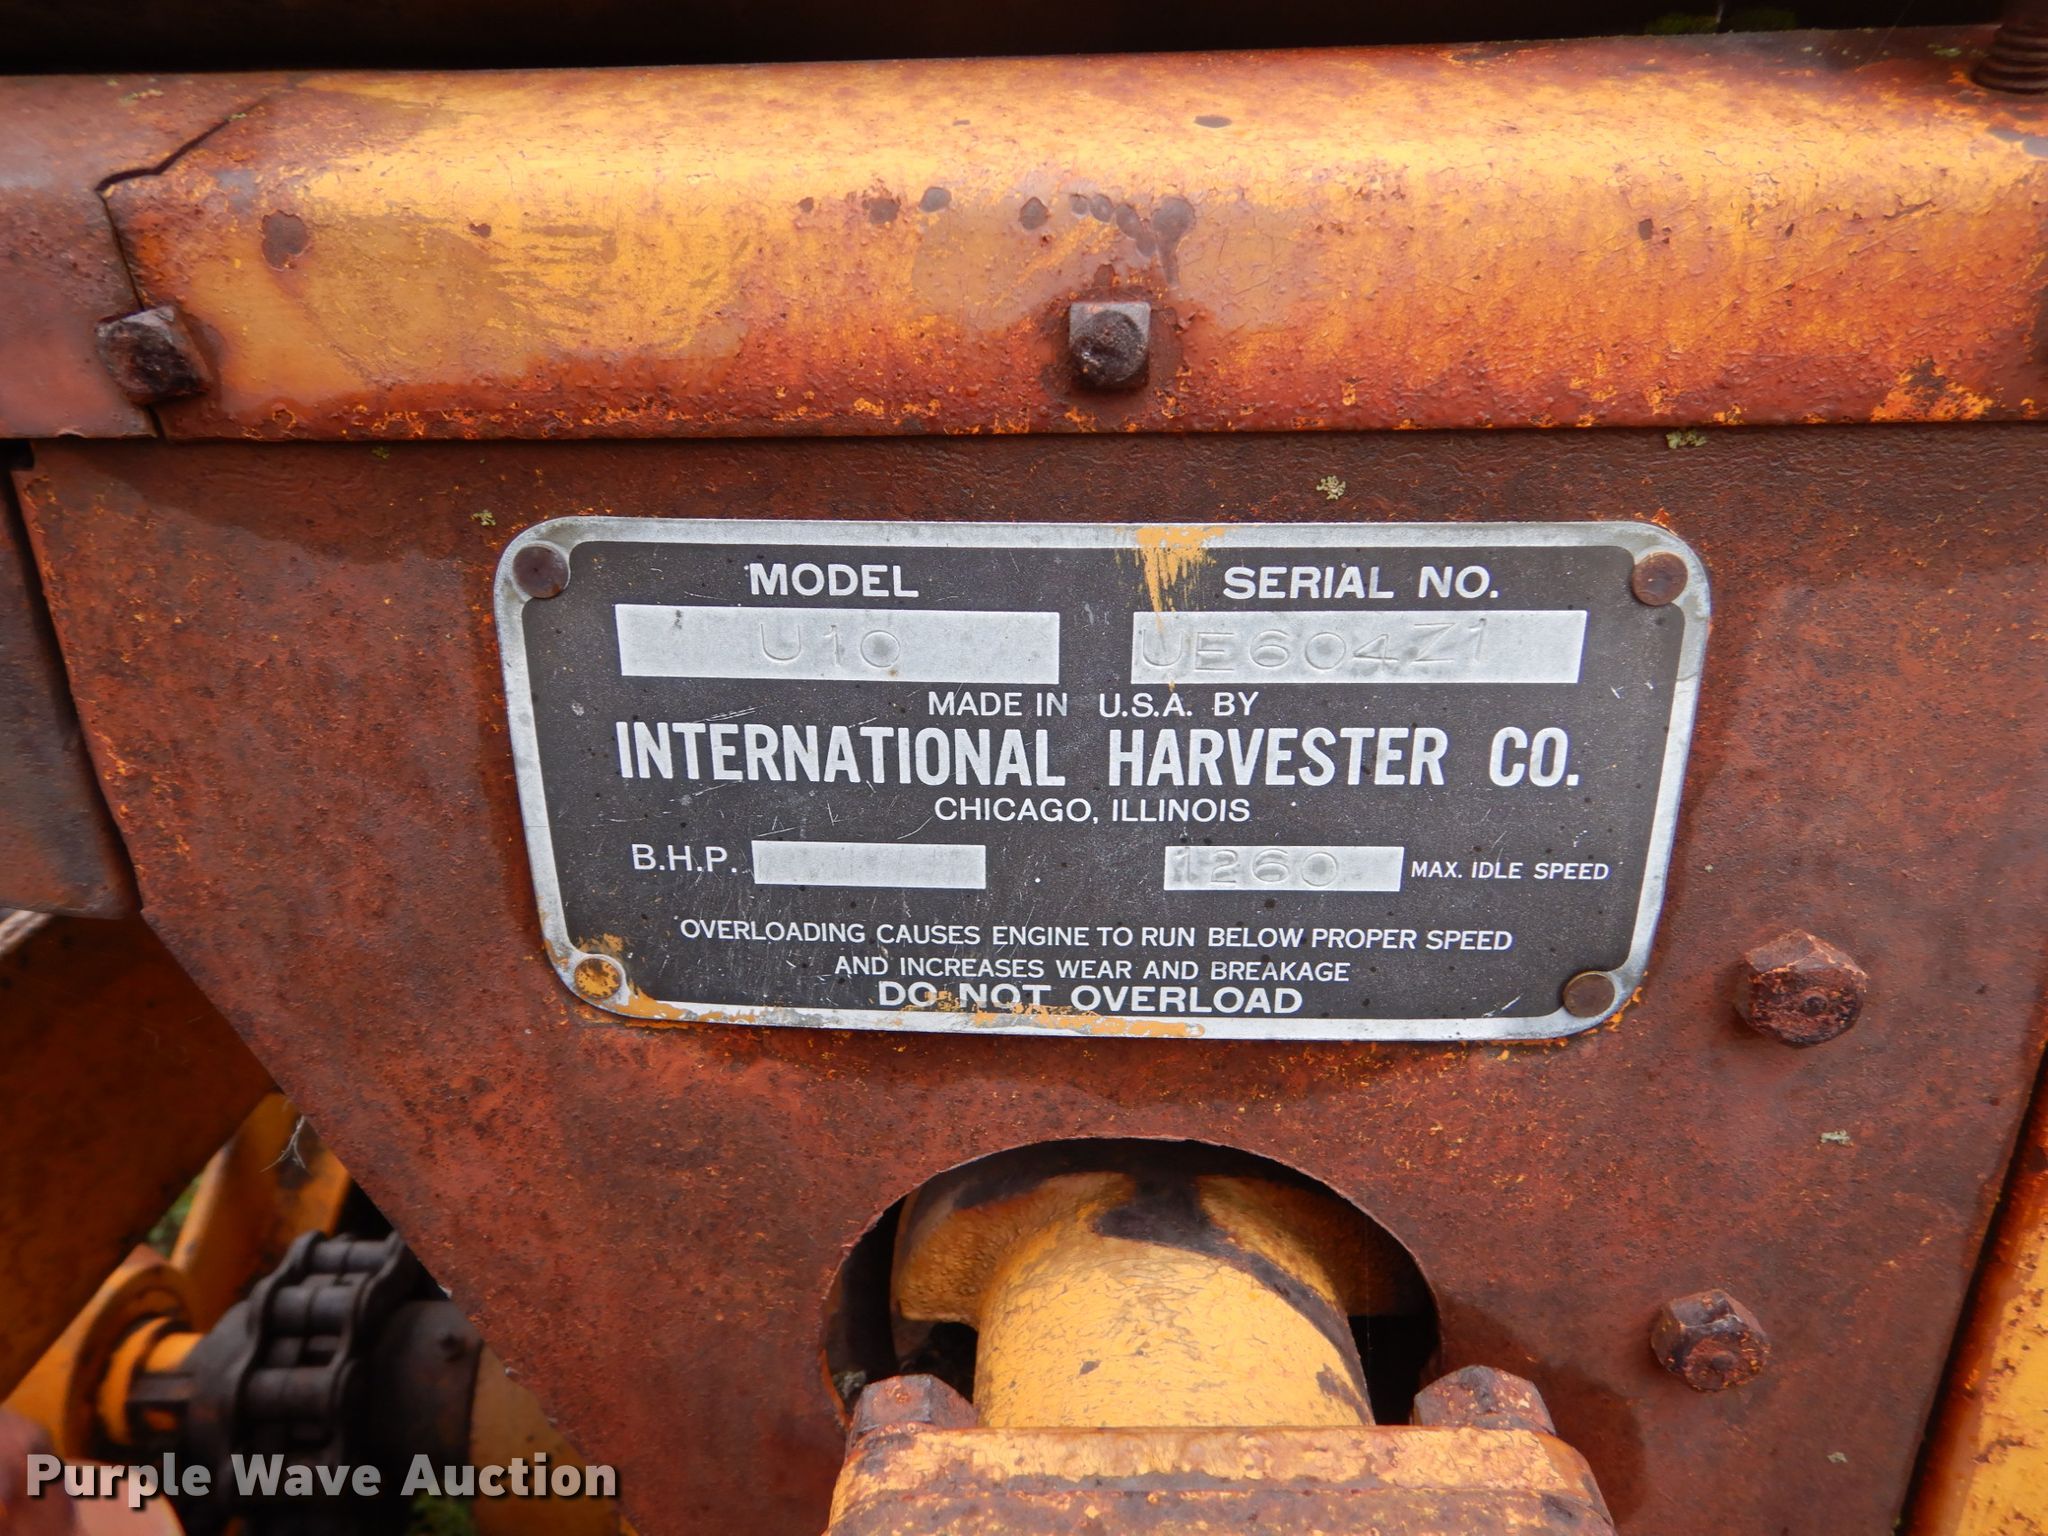 MODEL SERIAL NO.
U10 UE604Z1
MADE IN U.S.A. BY
INTERNATIONAL HARVESTER CO.
CHICAGO, ILLINOIS
B.H.P. 1260 MAX. IDLE SPEED
OVERLOADING CAUSES ENGINE TO RUN BELOW PROPER SPEED
AND INCREASES WEAR AND BREAKAGE
DO NOT OVERLOAD
Purple Wave Auction